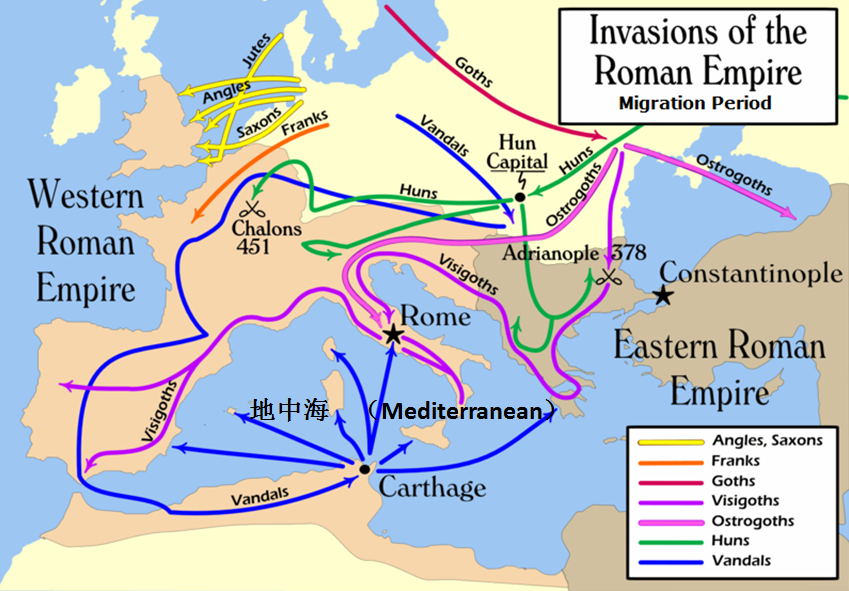 Invasions of the
Roman Empire
Migration Period
Jutes
Angles
Saxons
Franks
Goths
Vandals
Hun
Capital
Huns
Ostrogoths
Ostrogoths
Huns
Western
Roman
Empire
Chalons
451
Adrianople 378
Visigoths
Constantinople
Rome
Eastern Roman
Empire
地中海 (Mediterranean)
Visigoths
Vandals
Carthage
Angles, Saxons
Franks
Goths
Visigoths
Ostrogoths
Huns
Vandals